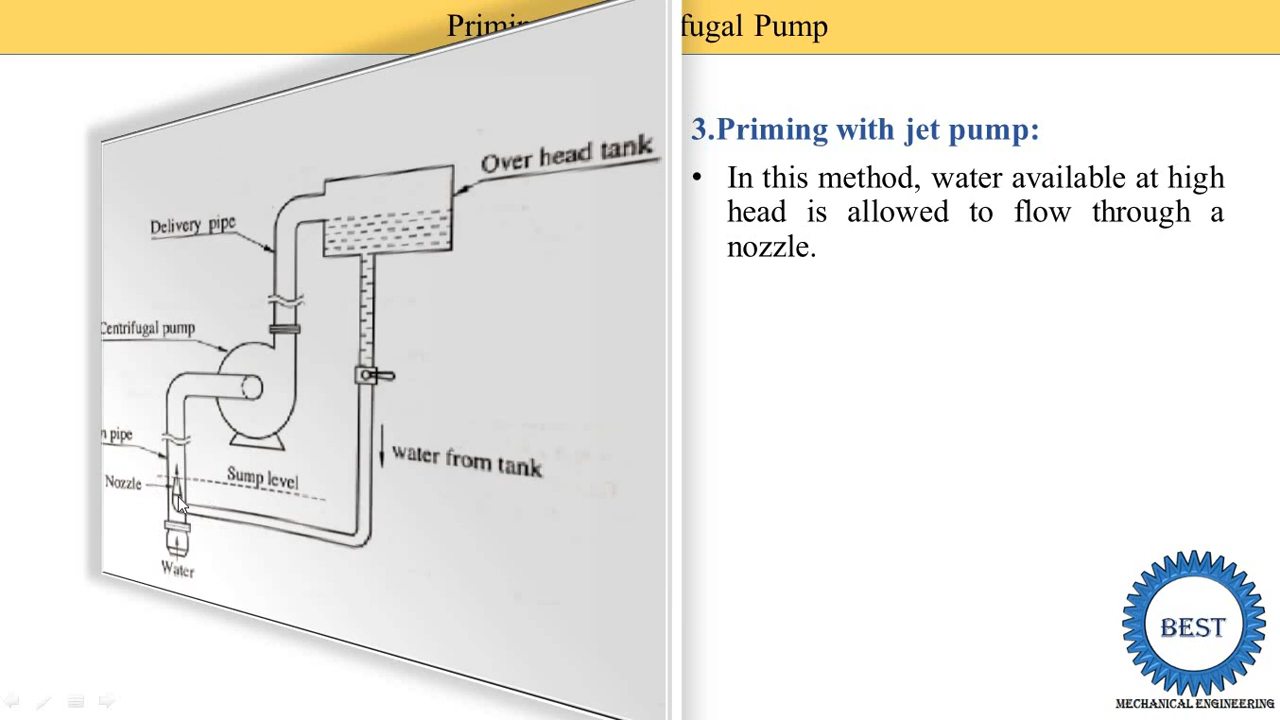 Primi fugal Pump
3.Priming with jet pump:
• In this method, water available at high
head is allowed to flow through a
nozzle.
Over head tank
Delivery pipe
Centrifugal pump
n pipe
Nozzle
Sump level
water from tank
Water
BEST
MECHANICAL ENGINEERING